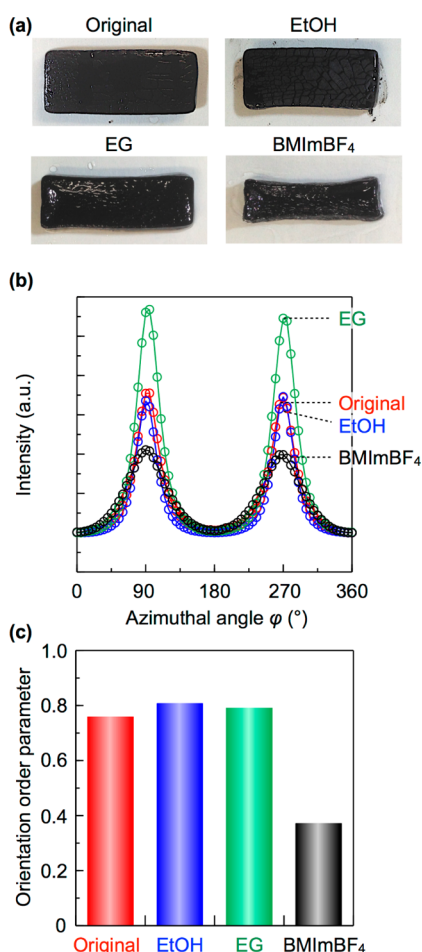 (a)
Original
EtOH
EG
BMImBF₄
(b)
Intensity (a.u.)
EG
Original
EtOH
BMImBF₄
0
90
180
270
360
Azimuthal angle φ (°)
(c)
Orientation order parameter
1.0
0.8
0.6
0.4
0.2
0
Original
EtOH
EG
BMImBF₄